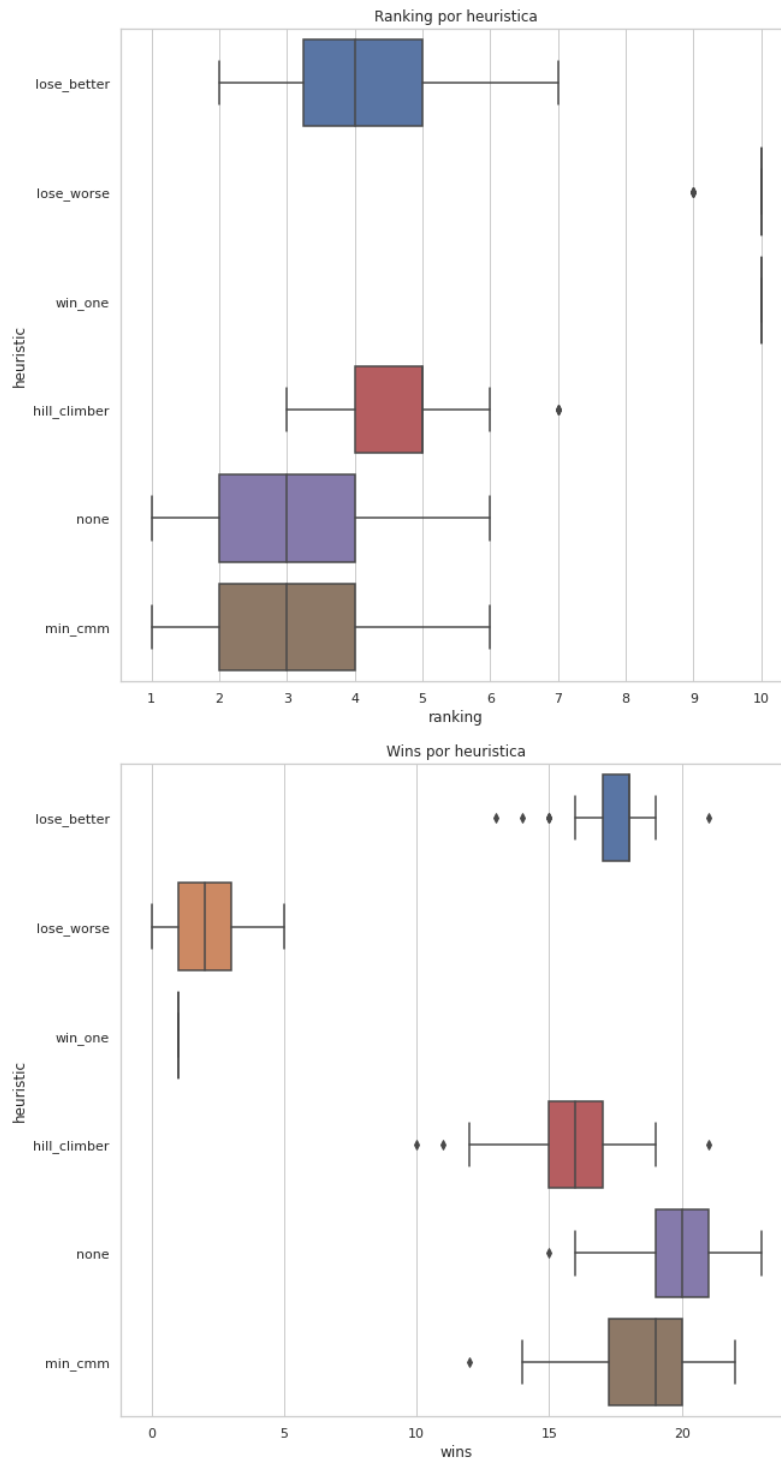 Ranking por heuristica
lose_better
lose_worse
win_one
hill_climber
none
min_cmm
heuristic
1 2 3 4 5 6 7 8 9 10
ranking
Wins por heuristica
lose_better
lose_worse
win_one
hill_climber
none
min_cmm
heuristic
0 5 10 15 20
wins